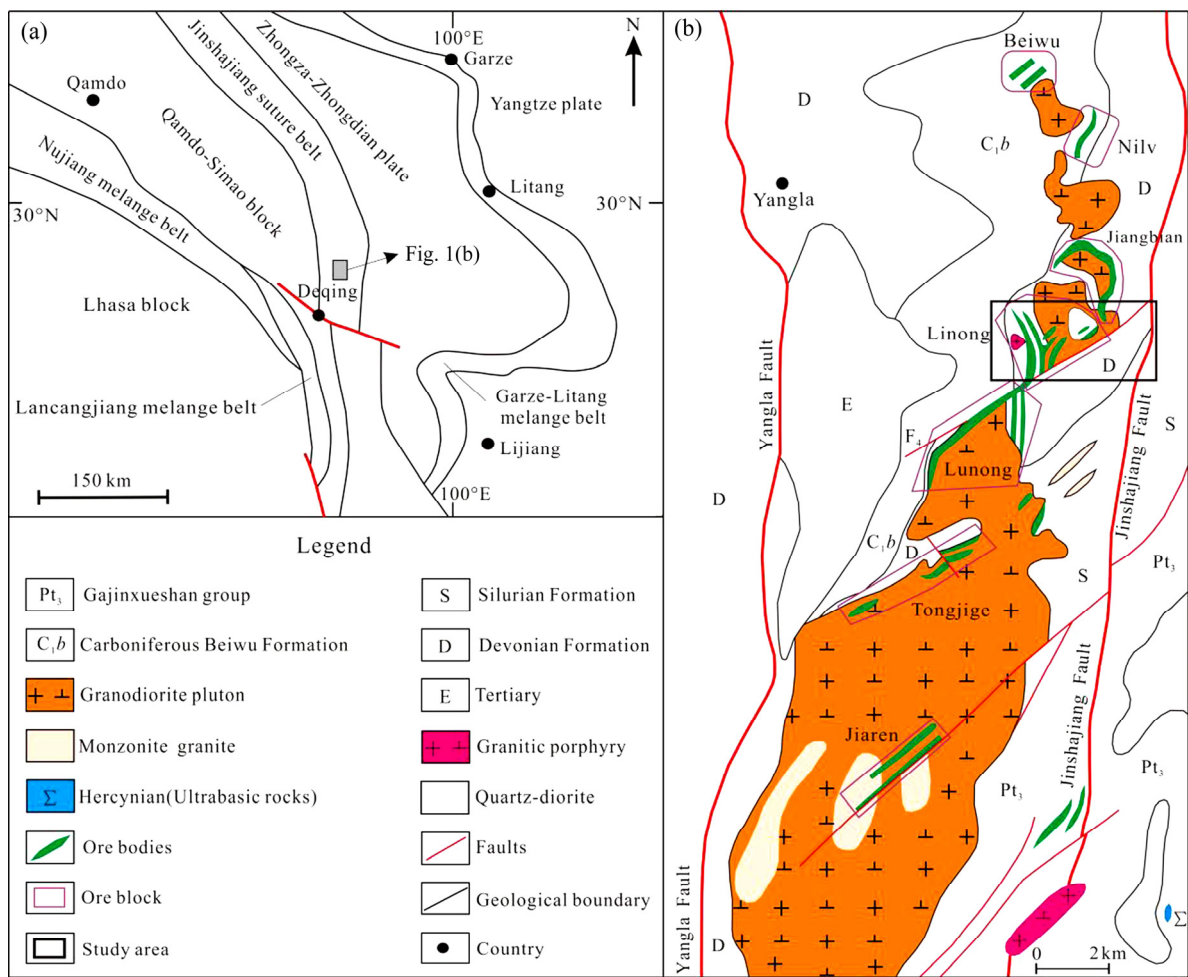 (a)
100°E
N
Garze
Qamdo
Jinshajiang suture belt
Zhongza-Zhongdian plate
Yangtze plate
Qamdo-Simao block
Nujiang melange belt
Litang
30°N
30°N
Fig. 1(b)
Deqing
Lhasa block
Lancangjiang melange belt
Garze-Litang
melange belt
Lijiang
150 km
100°E
Legend
Pt₃ Gajinxueshan group
S Silurian Formation
C₁b Carboniferous Beiwu Formation
D Devonian Formation
Granodiorite pluton
E Tertiary
Monzonite granite
Granitic porphyry
Σ Hercynian(Ultrabasic rocks)
Quartz-diorite
Ore bodies
Faults
Ore block
Geological boundary
Study area
Country
(b)
Beiwu
D
C₁b
Nilv
Yangla
D
Jiangbian
Linong
D
Yangla Fault
E
F₄
S
Lunong
Jinshajiang Fault
D
C₁b
D
Pt₃
S
Tongjige
Jiaren
Jinshajiang Fault
Pt₃
Pt₃
Yangla Fault
D
Σ
0 2 km